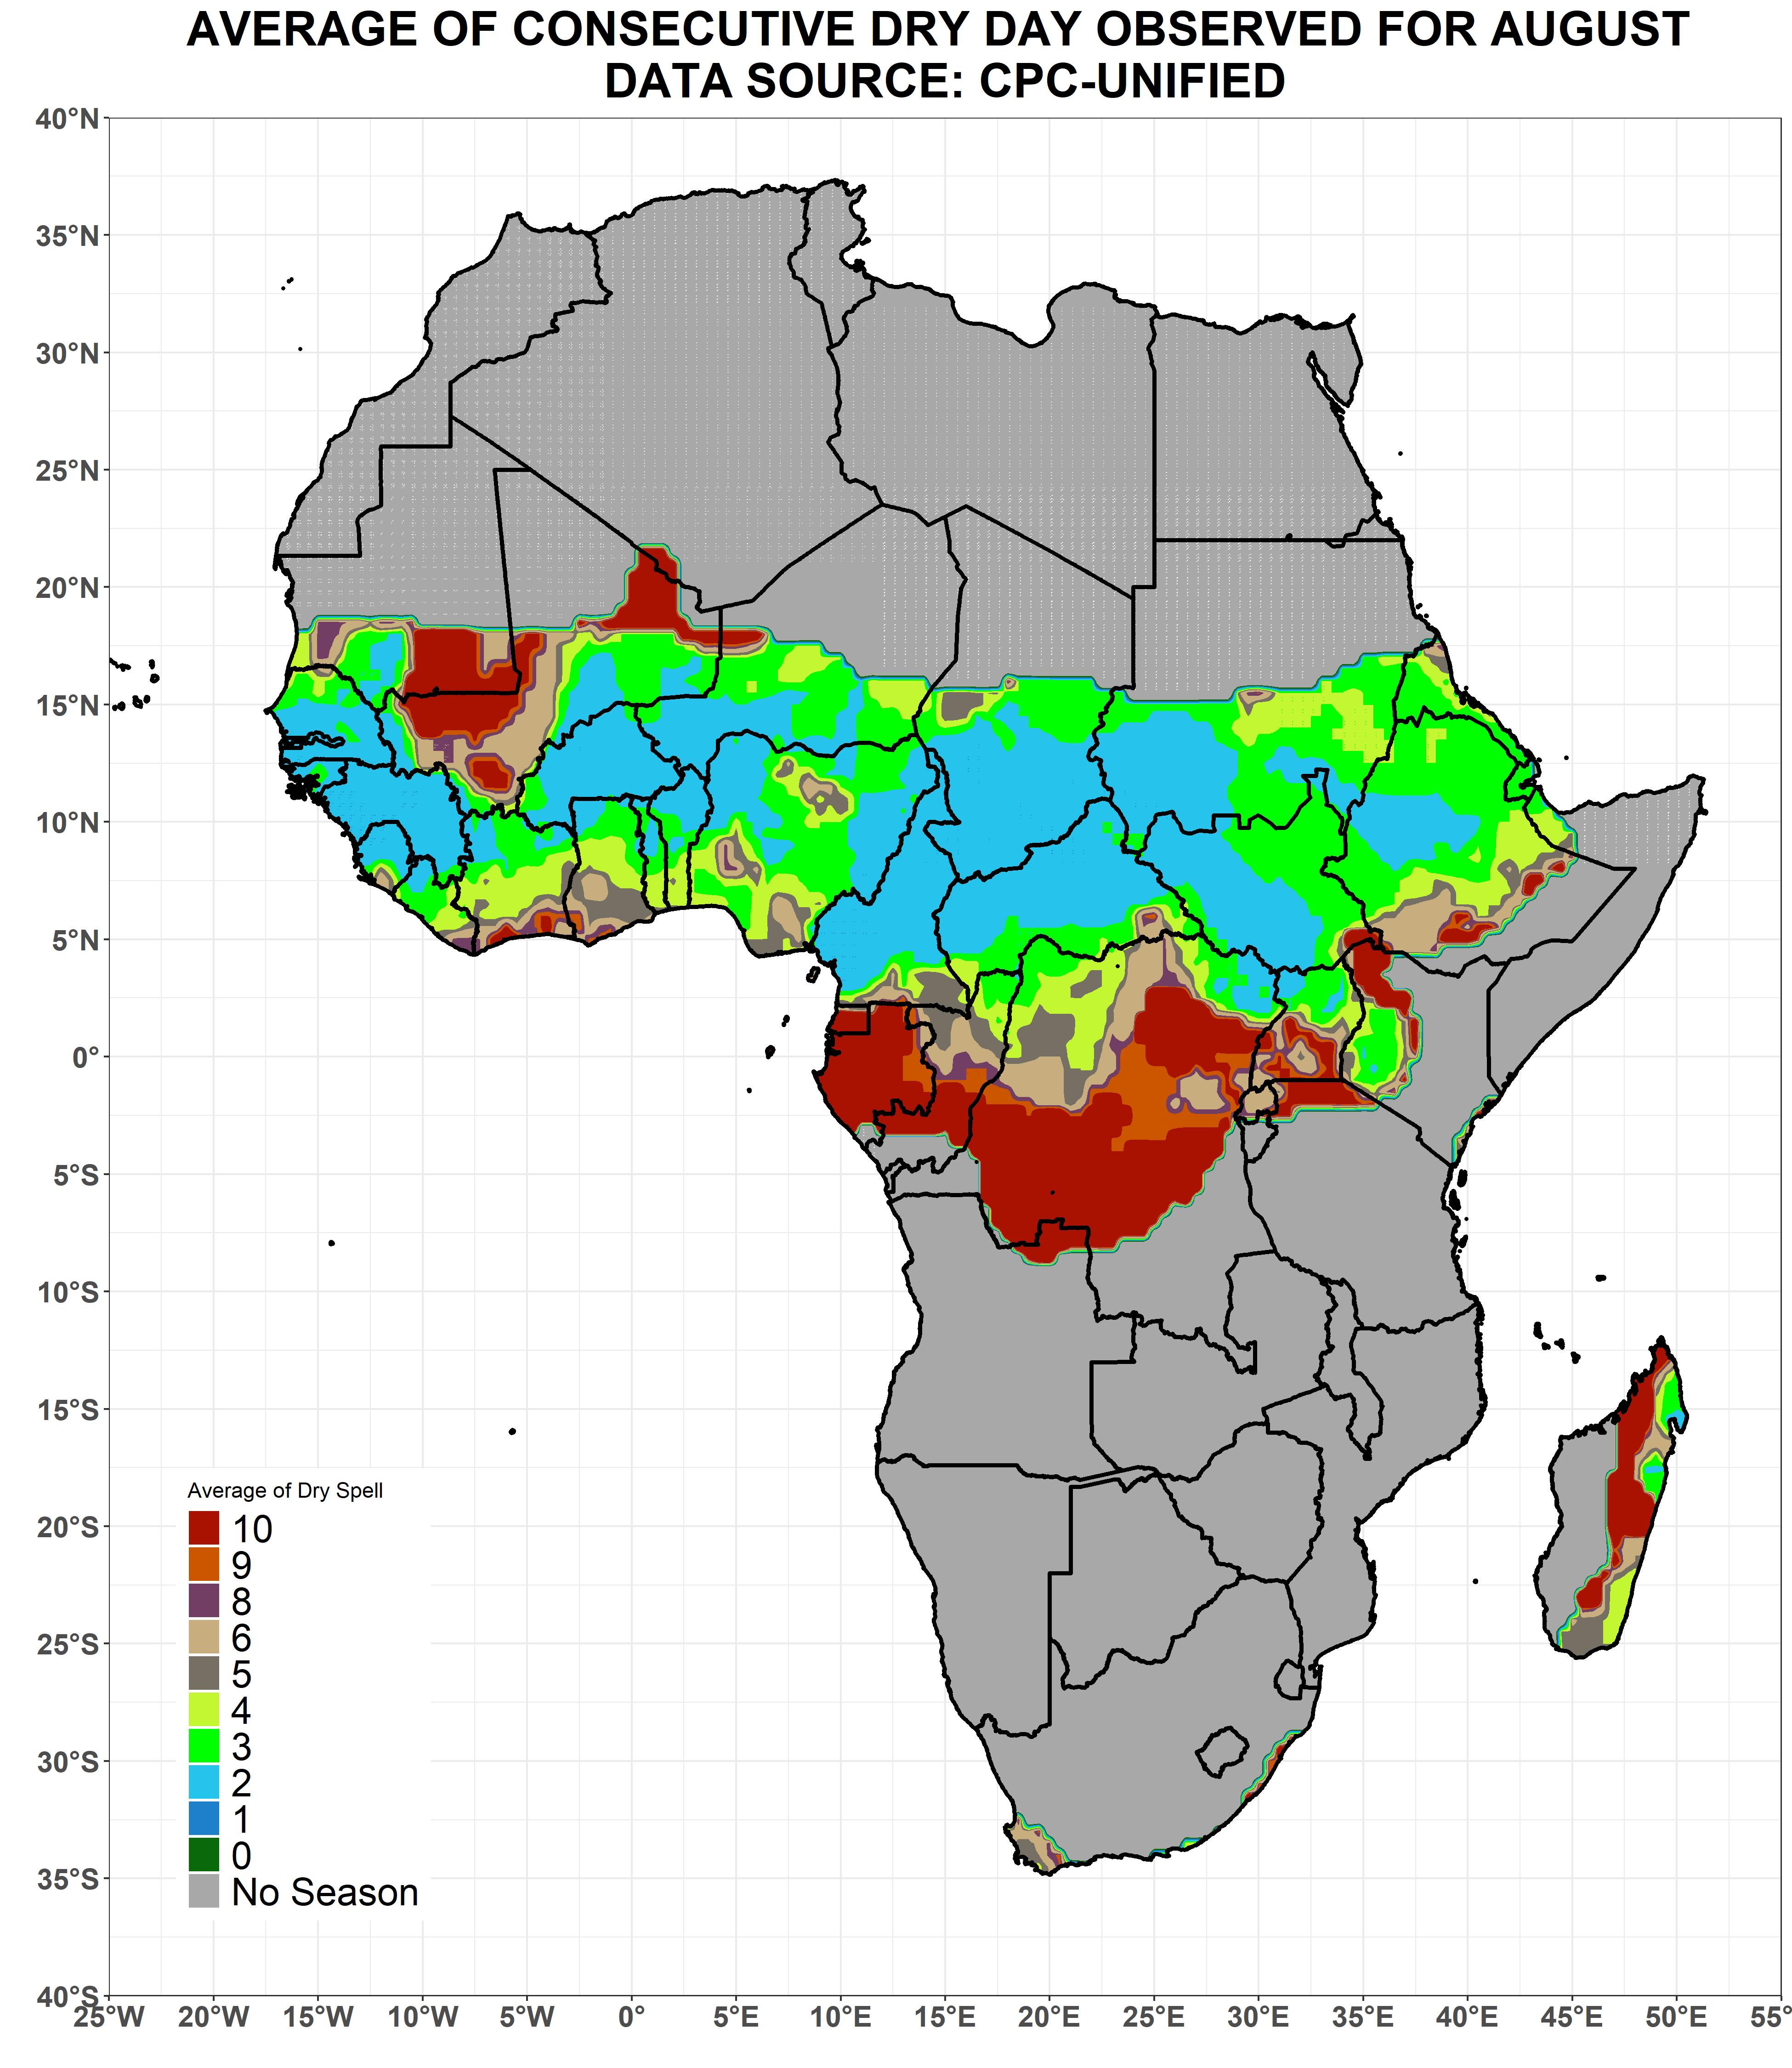 AVERAGE OF CONSECUTIVE DRY DAY OBSERVED FOR AUGUST
DATA SOURCE: CPC-UNIFIED
40°N
35°N
30°N
25°N
20°N
15°N
10°N
5°N
0°
5°S
10°S
15°S
20°S
25°S
30°S
35°S
40°S
Average of Dry Spell
10
9
8
6
5
4
3
2
1
0
No Season
25°W 20°W 15°W 10°W 5°W 0° 5°E 10°E 15°E 20°E 25°E 30°E 35°E 40°E 45°E 50°E 55°